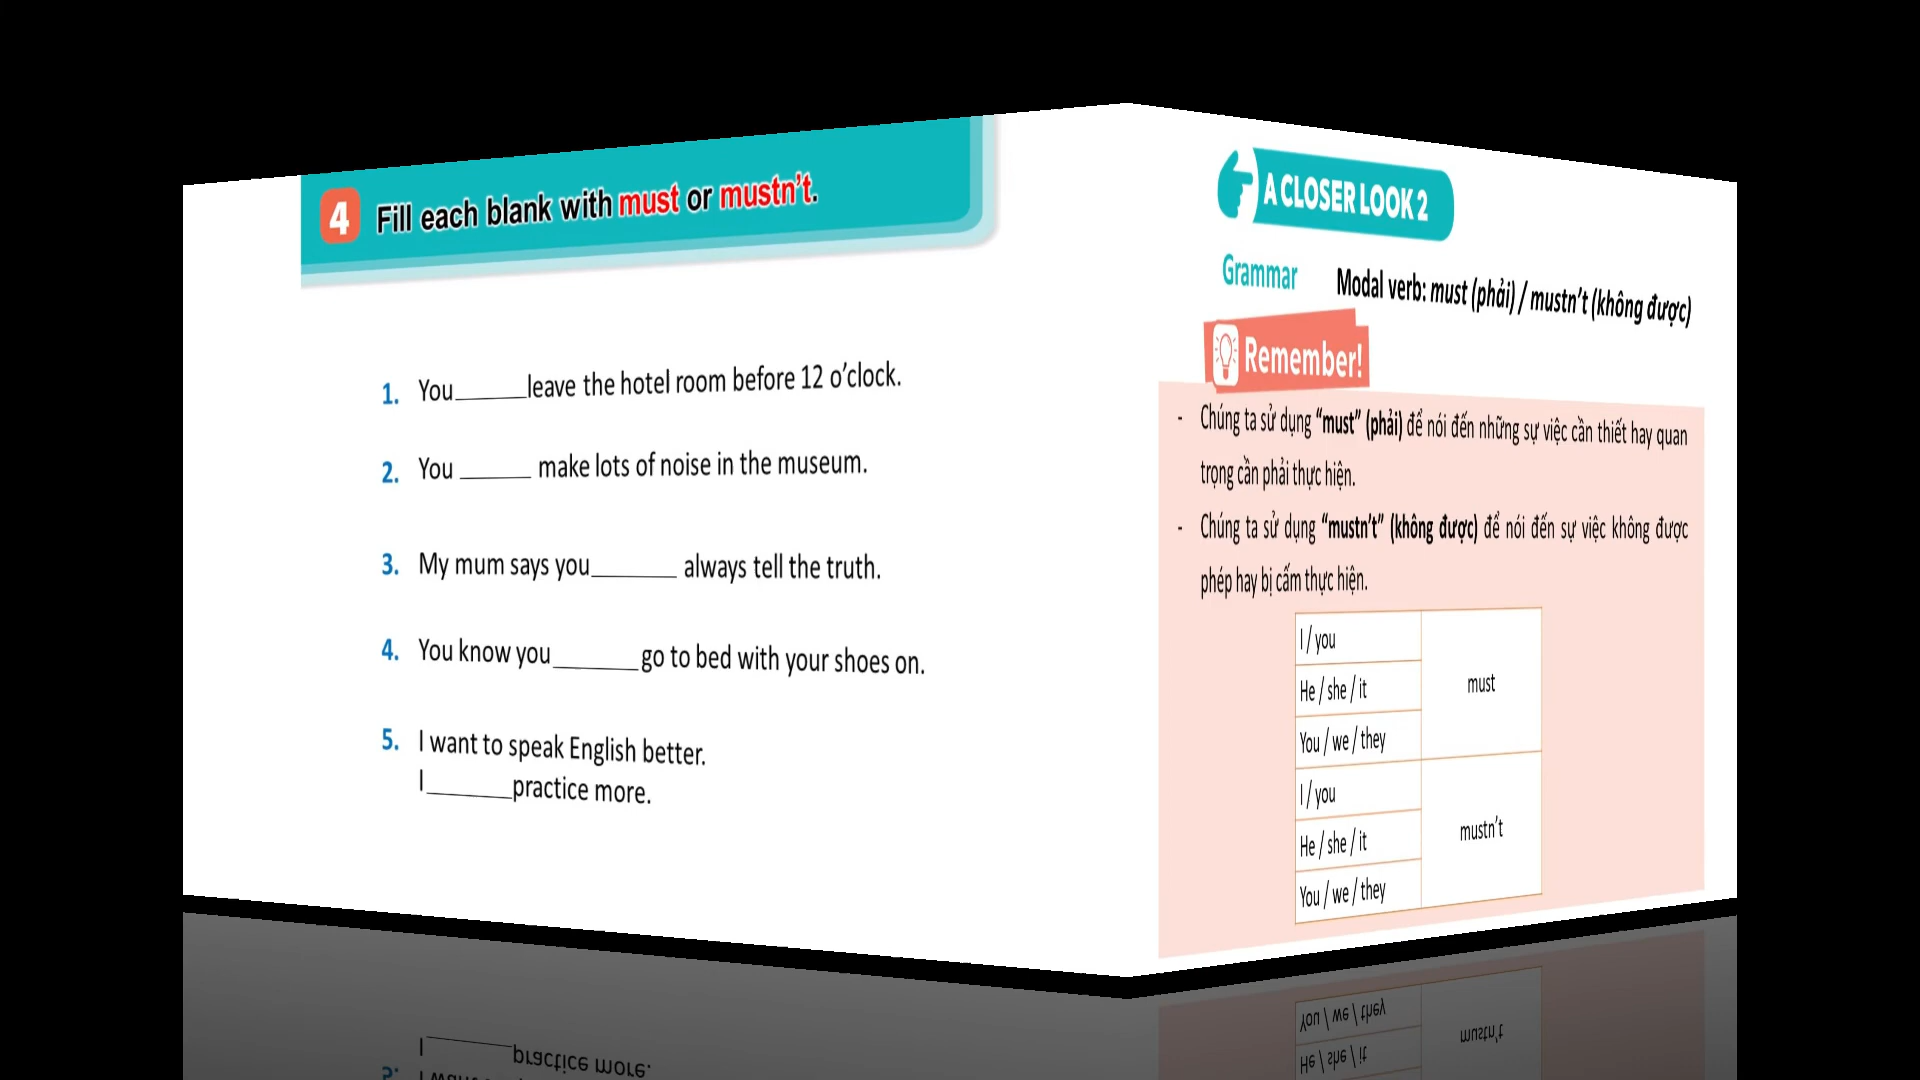 4 Fill each blank with must or mustn't.
1. You______leave the hotel room before 12 o'clock.
2. You ______ make lots of noise in the museum.
3. My mum says you_______ always tell the truth.
4. You know you_______go to bed with your shoes on.
5. I want to speak English better.
I_______practice more.
A CLOSER LOOK 2
Grammar Modal verb: must (phải) / mustn't (không được)
Remember!
- Chúng ta sử dụng “must” (phải) để nói đến những sự việc cần thiết hay quan
trọng cần phải thực hiện.
- Chúng ta sử dụng “mustn't” (không được) để nói đến sự việc không được
phép hay bị cấm thực hiện.
I / you
He / she / it
must
You / we / they
I / you
He / she / it
mustn't
You / we / they